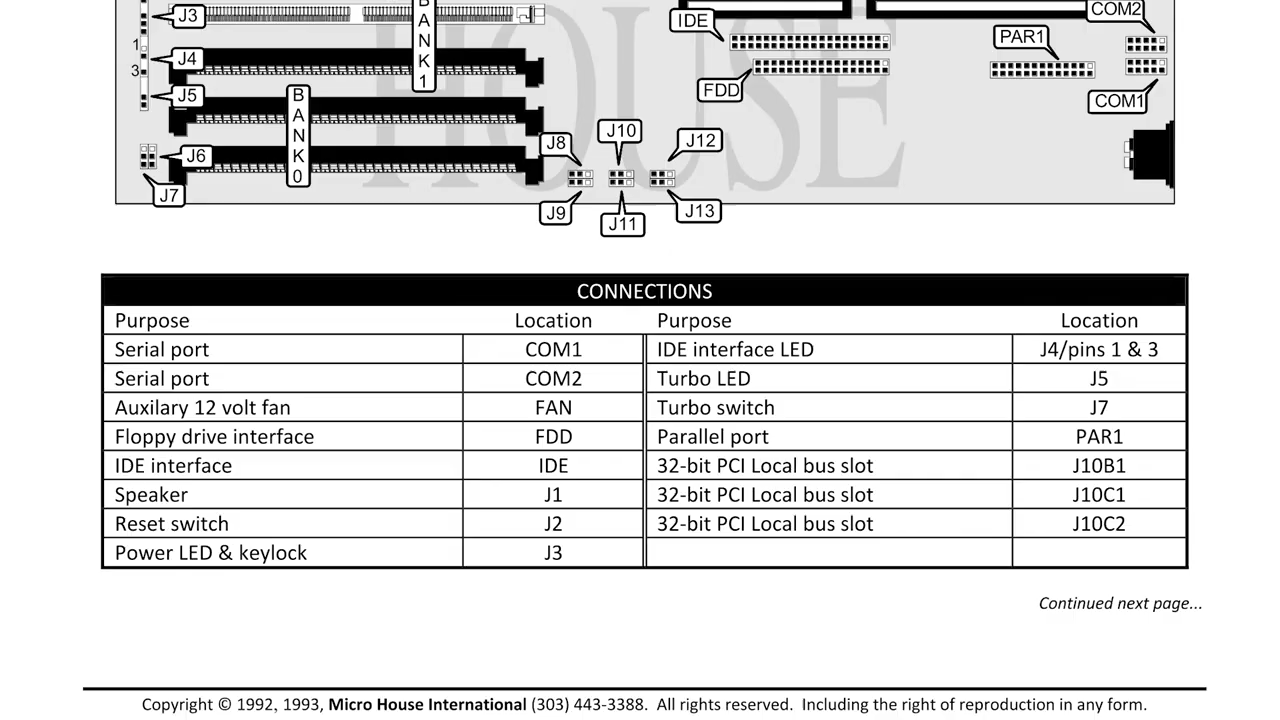 J3
1
J4
3
J5
J6
J7
BANK1
BANK0
HOUSE
IDE
FDD
PAR1
COM2
COM1
J8
J10
J12
J9
J11
J13
CONNECTIONS
Purpose Location Purpose Location
Serial port COM1 IDE interface LED J4/pins 1 & 3
Serial port COM2 Turbo LED J5
Auxilary 12 volt fan FAN Turbo switch J7
Floppy drive interface FDD Parallel port PAR1
IDE interface IDE 32-bit PCI Local bus slot J10B1
Speaker J1 32-bit PCI Local bus slot J10C1
Reset switch J2 32-bit PCI Local bus slot J10C2
Power LED & keylock J3
Continued next page...
Copyright © 1992, 1993, Micro House International (303) 443-3388. All rights reserved. Including the right of reproduction in any form.